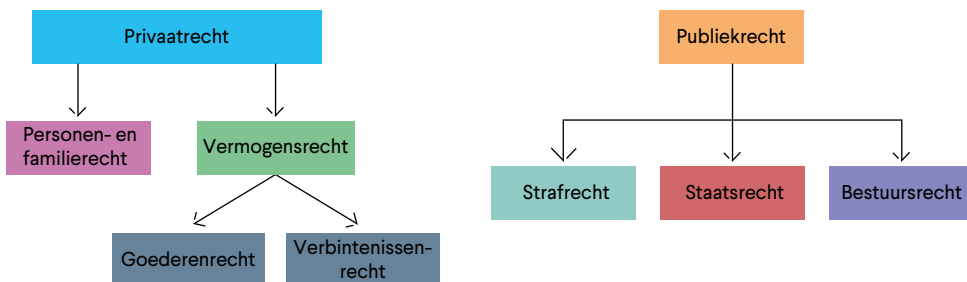 Privaatrecht
Publiekrecht
Personen- en
familierecht
Vermogensrecht
Strafrecht
Staatsrecht
Bestuursrecht
Goederenrecht
Verbintenissen-
recht